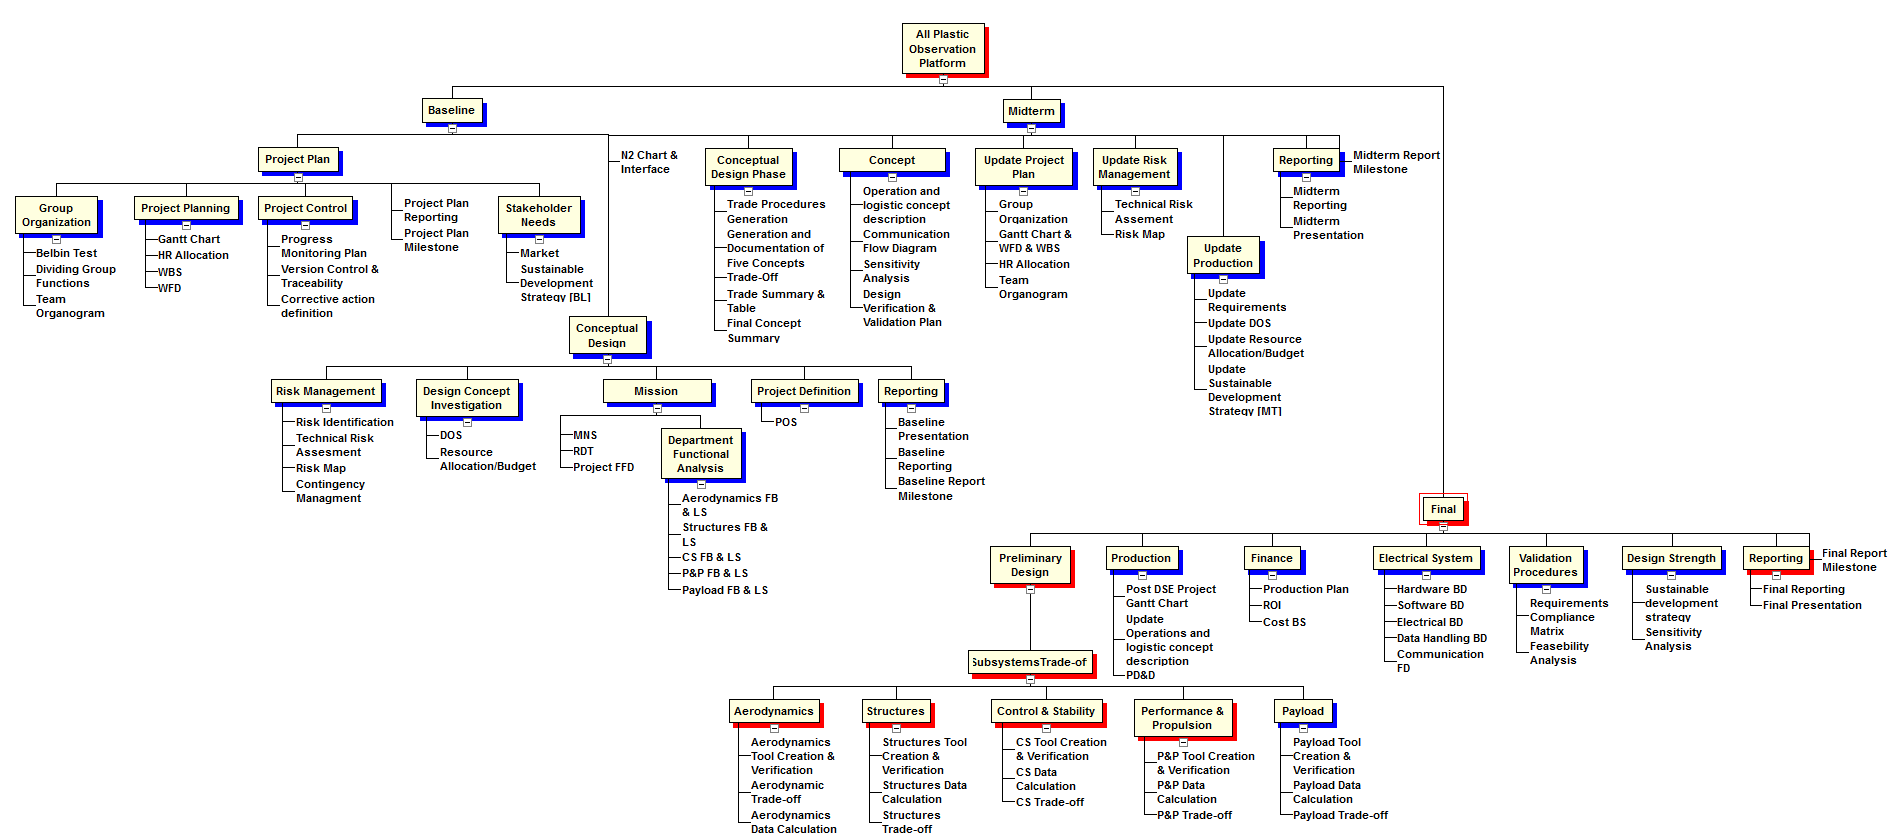 All Plastic
Observation
Platform
Baseline
Midterm
Project Plan
N2 Chart &
Interface
Conceptual
Design Phase
Concept
Update Project
Plan
Update Risk
Management
Reporting
Midterm Report
Milestone
Group
Organization
Project Planning
Project Control
Project Plan
Reporting
Project Plan
Milestone
Stakeholder
Needs
Belbin Test
Dividing Group
Functions
Team
Organogram
Gantt Chart
HR Allocation
WBS
WFD
Progress
Monitoring Plan
Version Control &
Traceability
Corrective action
definition
Market
Sustainable
Development
Strategy [BL]
Trade Procedures
Generation
Generation and
Documentation of
Five Concepts
Trade-Off
Trade Summary &
Table
Final Concept
Summary
Operation and
logistic concept
description
Communication
Flow Diagram
Sensitivity
Analysis
Design
Verification &
Validation Plan
Group
Organization
Gantt Chart &
WFD & WBS
HR Allocation
Team
Organogram
Technical Risk
Assement
Risk Map
Update
Production
Update
Requirements
Update DOS
Update Resource
Allocation/Budget
Update
Sustainable
Development
Strategy [MT]
Midterm
Reporting
Midterm
Presentation
Conceptual
Design
Risk Management
Design Concept
Investigation
Mission
Project Definition
Reporting
Risk Identification
Technical Risk
Assesment
Risk Map
Contingency
Managment
DOS
Resource
Allocation/Budget
MNS
RDT
Project FFD
Department
Functional
Analysis
Aerodynamics FB
& LS
Structures FB &
LS
CS FB & LS
P&P FB & LS
Payload FB & LS
POS
Baseline
Presentation
Baseline
Reporting
Baseline Report
Milestone
Final
Preliminary
Design
Production
Finance
Electrical System
Validation
Procedures
Design Strength
Reporting
Final Report
Milestone
Post DSE Project
Gantt Chart
Update
Operations and
logistic concept
description
PD&D
Production Plan
ROI
Cost BS
Hardware BD
Software BD
Electrical BD
Data Handling BD
Communication
FD
Requirements
Compliance
Matrix
Feasebility
Analysis
Sustainable
development
strategy
Sensitivity
Analysis
Final Reporting
Final Presentation
SubsystemsTrade-of
Aerodynamics
Structures
Control & Stability
Performance &
Propulsion
Payload
Aerodynamics
Tool Creation &
Verification
Aerodynamic
Trade-off
Aerodynamics
Data Calculation
Structures Tool
Creation &
Verification
Structures Data
Calculation
Structures
Trade-off
CS Tool Creation
& Verification
CS Data
Calculation
CS Trade-off
P&P Tool Creation
& Verification
P&P Data
Calculation
P&P Trade-off
Payload Tool
Creation &
Verification
Payload Data
Calculation
Payload Trade-off